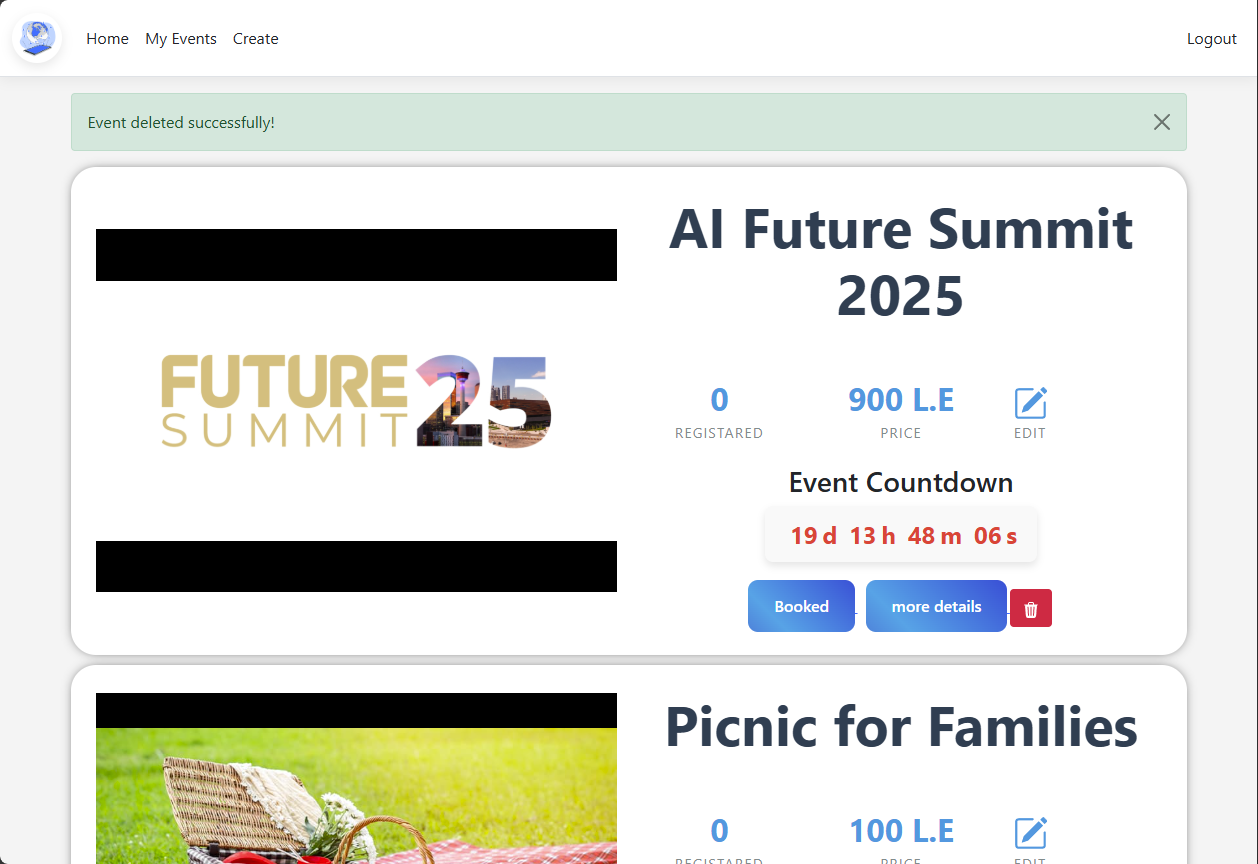 Home My Events Create Logout
Event deleted successfully!
FUTURE
SUMMIT 25
AI Future Summit
2025
0 900 L.E
REGISTARED PRICE EDIT
Event Countdown
19 d 13 h 48 m 06 s
Booked more details
Picnic for Families
0 100 L.E
REGISTARED PRICE EDIT